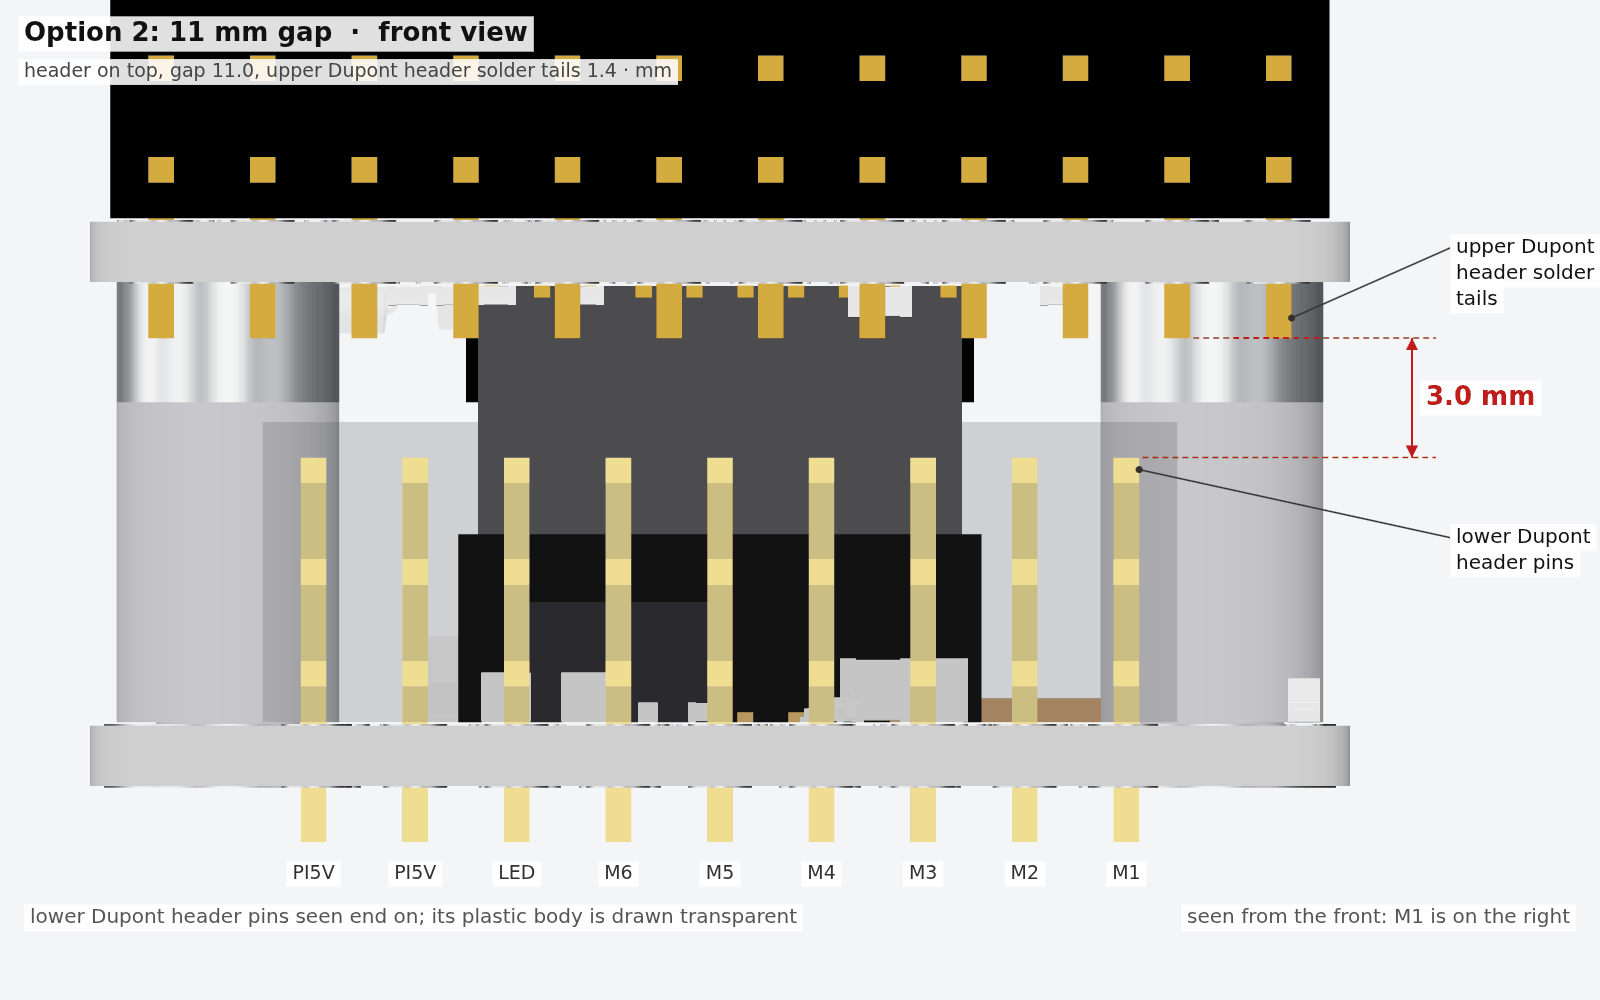 Option 2: 11 mm gap · front view
header on top, gap 11.0, upper Dupont header solder tails 1.4 · mm
upper Dupont
header solder
tails
3.0 mm
lower Dupont
header pins
PI5V PI5V LED M6 M5 M4 M3 M2 M1
lower Dupont header pins seen end on; its plastic body is drawn transparent
seen from the front: M1 is on the right